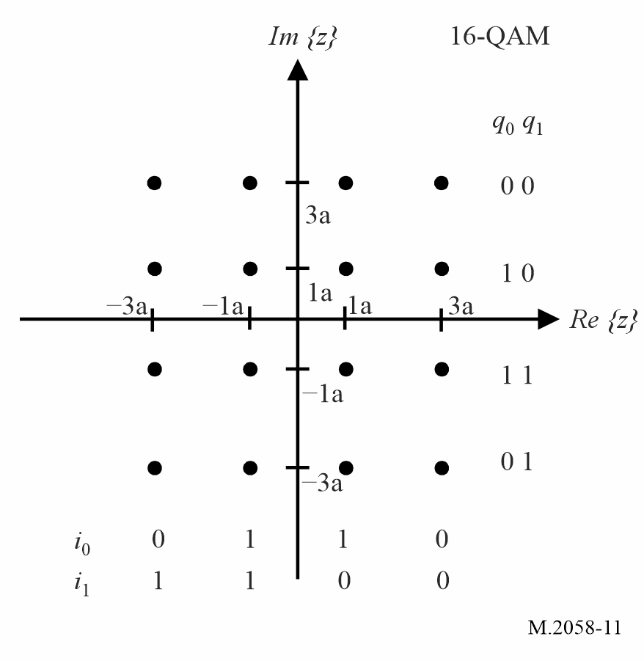 Im {z} 16-QAM
q0 q1
0 0
3a
1 0
1a
−3a −1a 1a 3a
Re {z}
1 1
−1a
0 1
−3a
i0 0 1 1 0
i1 1 1 0 0
M.2058-11